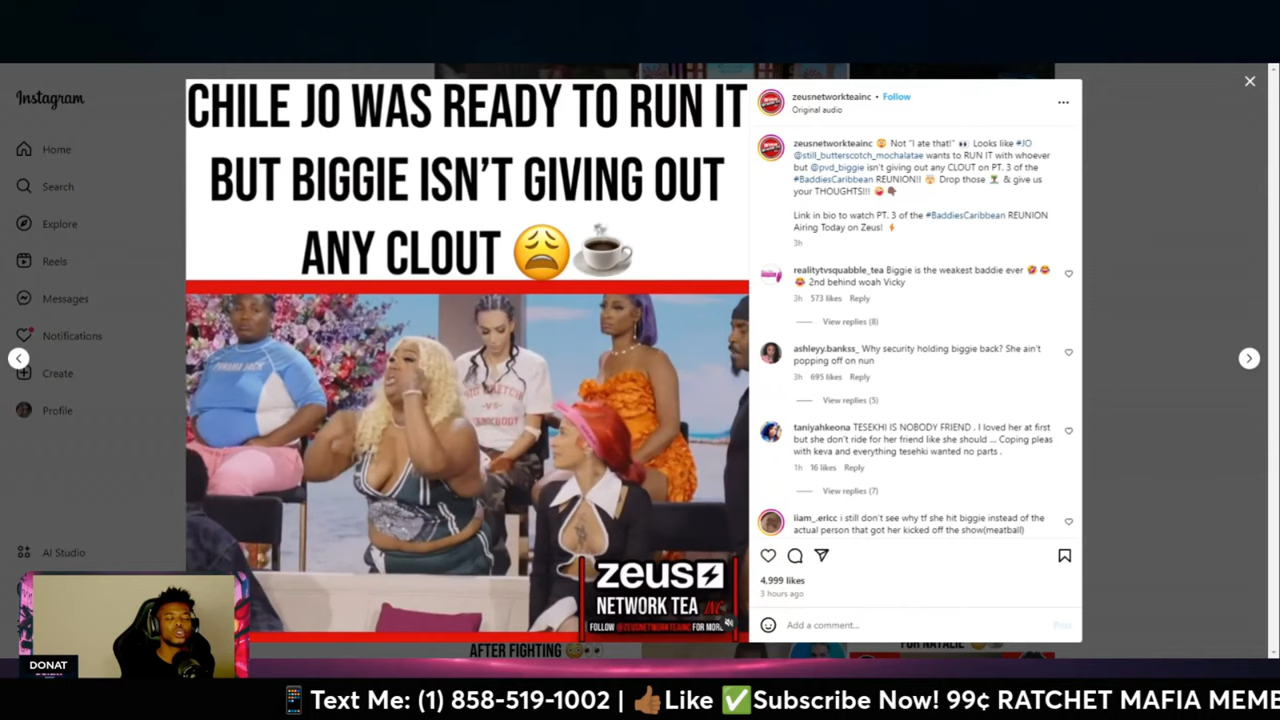 Instagram
Home
Search
Explore
Reels
Messages
Notifications
Create
Profile
AI Studio
CHILE JO WAS READY TO RUN IT
BUT BIGGIE ISN'T GIVING OUT
ANY CLOUT 😩☕
PANAMA JACK
-VS-
zeus
NETWORK TEA INC
FOLLOW @ZEUSNETWORKTEAINC FOR MORE
AFTER FIGHTING 😳👀
zeusnetworkteainc • Follow
Original audio
zeusnetworkteainc 😩 Not "I ate that!" 👀 Looks like #JO
@still_butterscotch_mochalatae wants to RUN IT with whoever
but @pvd_biggie isn't giving out any CLOUT on PT. 3 of the
#BaddiesCaribbean REUNION!! 🤯 Drop those & give us
your THOUGHTS!!!
Link in bio to watch PT. 3 of the #BaddiesCaribbean REUNION
Airing Today on Zeus! ⚡
3h
realitytvsquabble_tea Biggie is the weakest baddie ever 🤣😂
😂 2nd behind woah Vicky
3h 573 likes Reply
View replies (8)
ashleyy.bankss_ Why security holding biggie back? She ain't
popping off on nun
3h 695 likes Reply
View replies (5)
taniyahkeona TESEKHI IS NOBODY FRIEND . I loved her at first
but she don't ride for her friend like she should ... Coping pleas
with keva and everything tesehki wanted no parts .
1h 16 likes Reply
View replies (7)
iiam_.ericc i still don't see why tf she hit biggie instead of the
actual person that got her kicked off the show(meatball)
4,999 likes
3 hours ago
Add a comment...
Post
FOR NATALIE
DONAT
📱 Text Me: (1) 858-519-1002 | 👍🏾Like ✅Subscribe Now! 99¢ RATCHET MAFIA MEME